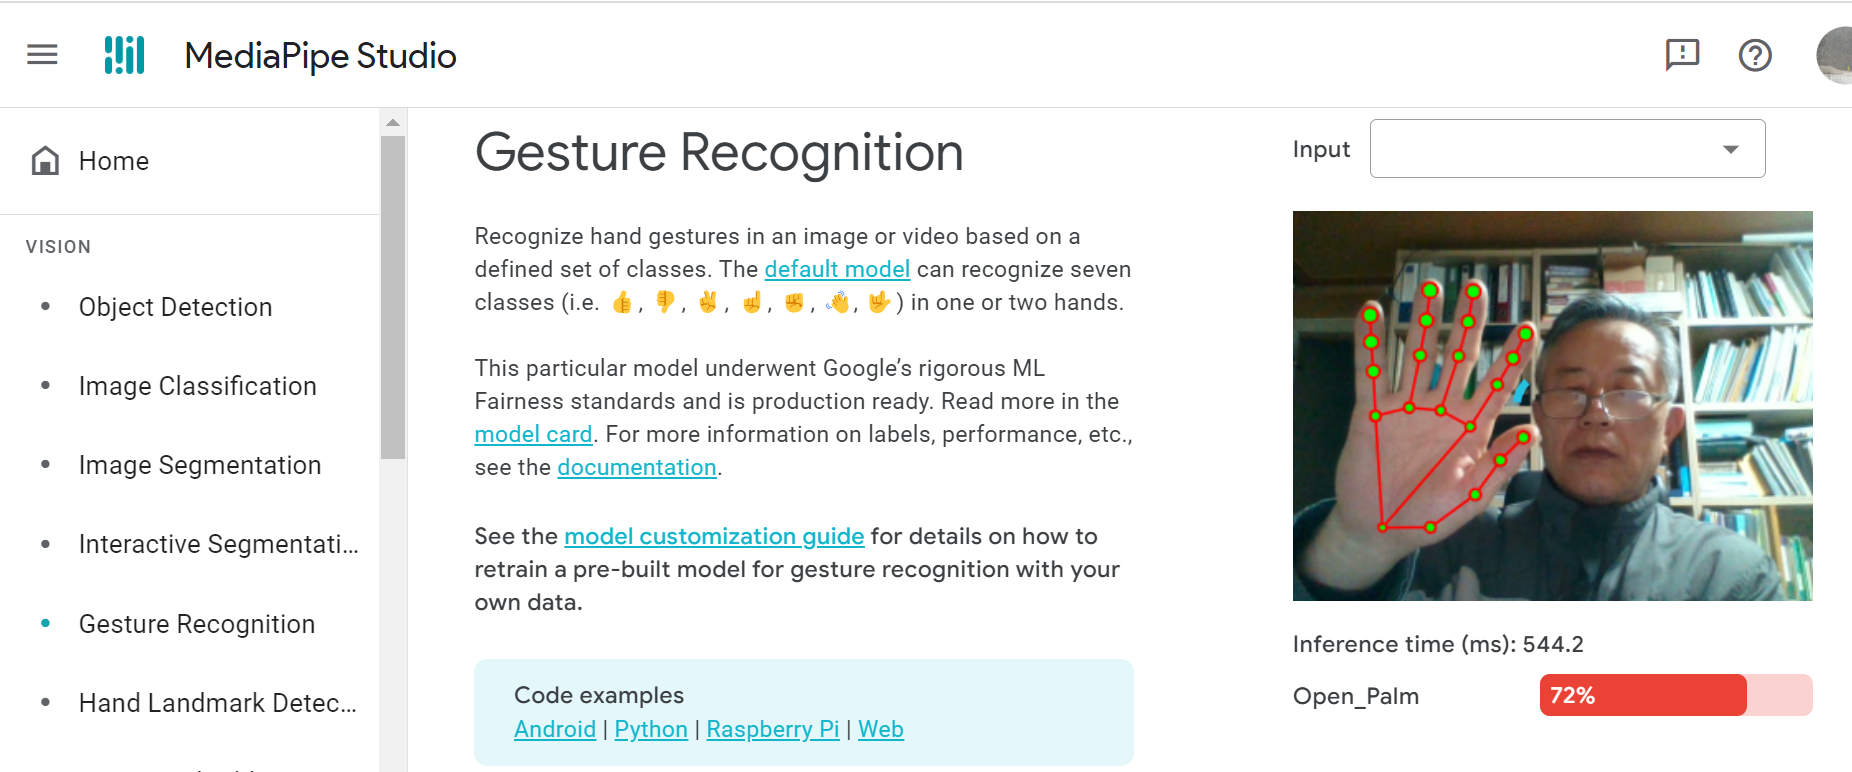 MediaPipe Studio
Home
VISION
Object Detection
Image Classification
Image Segmentation
Interactive Segmentati...
Gesture Recognition
Hand Landmark Detec...
Gesture Recognition
Recognize hand gestures in an image or video based on a
defined set of classes. The default model can recognize seven
classes (i.e. 👍, 👎, ✌️, ☝️, ✊, 👋, 🤟) in one or two hands.
This particular model underwent Google’s rigorous ML
Fairness standards and is production ready. Read more in the
model card. For more information on labels, performance, etc.,
see the documentation.
See the model customization guide for details on how to
retrain a pre-built model for gesture recognition with your
own data.
Code examples
Android | Python | Raspberry Pi | Web
Input
Inference time (ms): 544.2
Open_Palm 72%